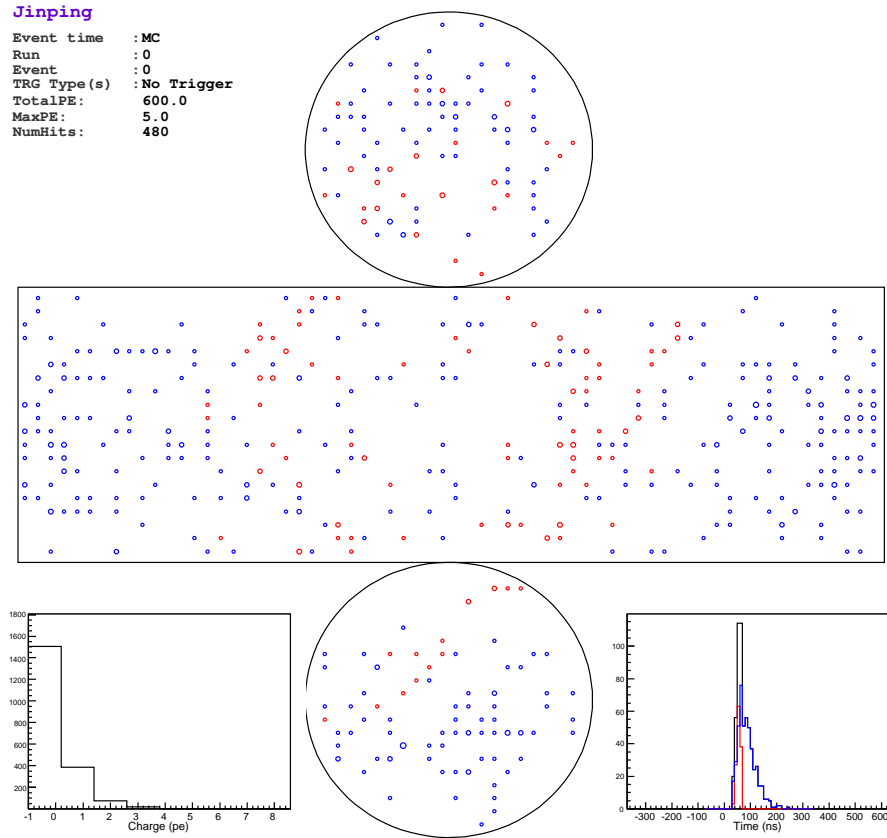 Jinping
Event time : MC
Run : 0
Event : 0
TRG Type(s) : No Trigger
TotalPE: 600.0
MaxPE: 5.0
NumHits: 480
1800
1600
1400
1200
1000
800
600
400
200
-1 0 1 2 3 4 5 6 7 8
Charge (pe)
100
80
60
40
20
0
-300 -200 -100 0 100 200 300 400 500 600
Time (ns)